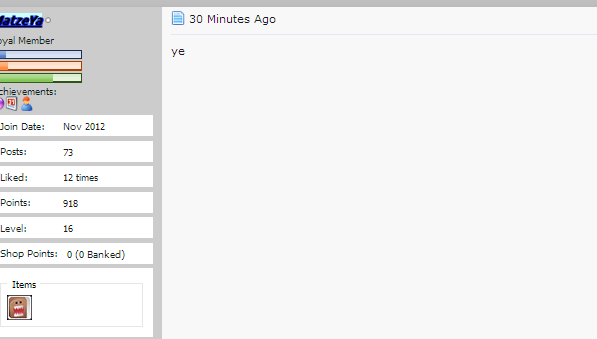 MatzeYa
30 Minutes Ago
oyal Member
ye
chievements:
Join Date: Nov 2012
Posts: 73
Liked: 12 times
Points: 918
Level: 16
Shop Points: 0 (0 Banked)
Items